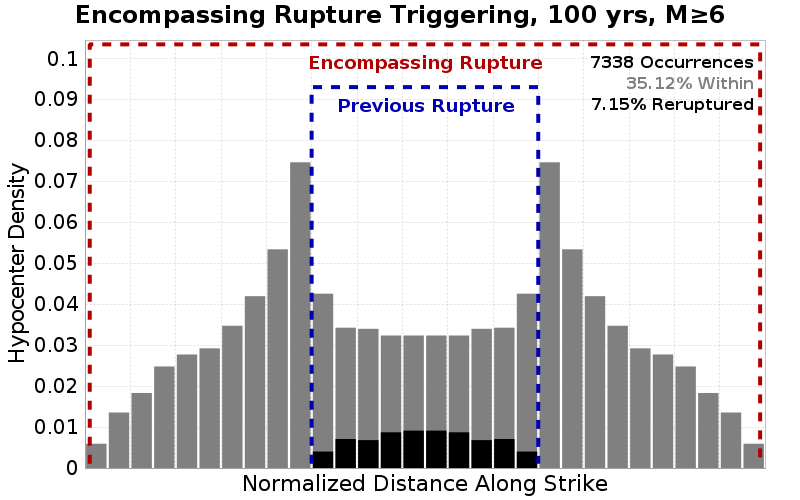 Encompassing Rupture Triggering, 100 yrs, M≥6
Encompassing Rupture
Previous Rupture
7338 Occurrences
35.12% Within
7.15% Reruptured
Hypocenter Density
0.1
0.09
0.08
0.07
0.06
0.05
0.04
0.03
0.02
0.01
0
Normalized Distance Along Strike